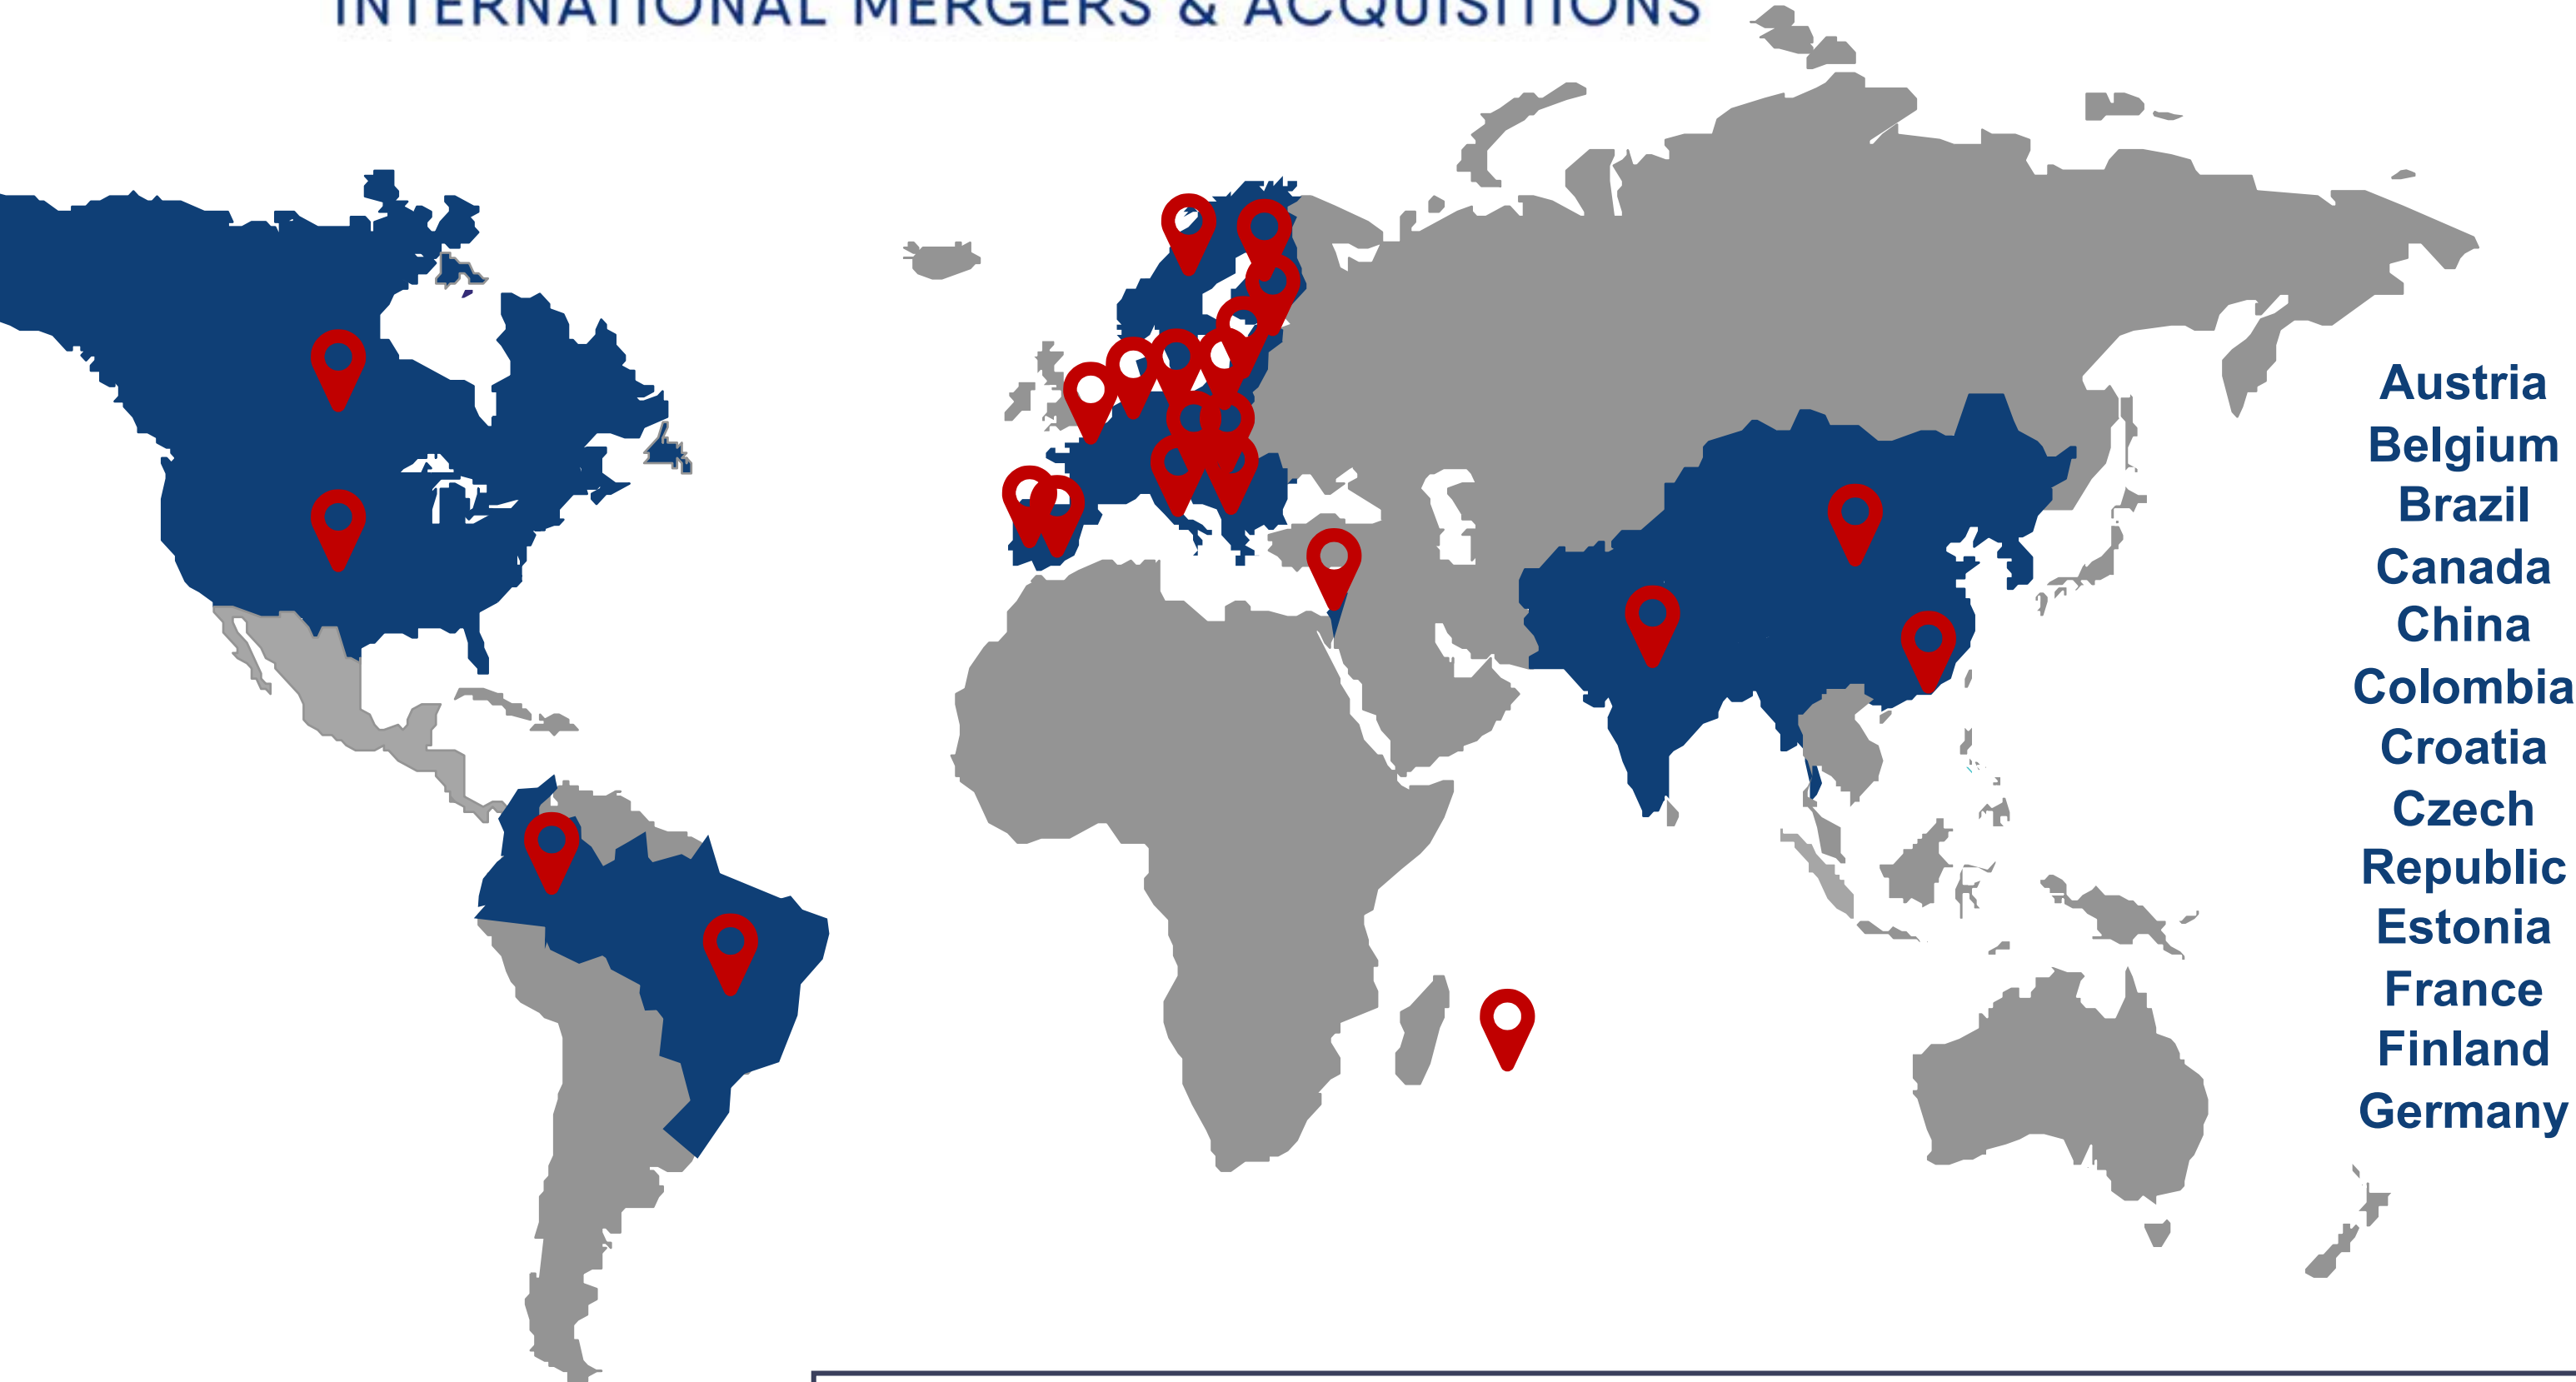 INTERNATIONAL MERGERS & ACQUISITIONS
Austria
Belgium
Brazil
Canada
China
Colombia
Croatia
Czech
Republic
Estonia
France
Finland
Germany